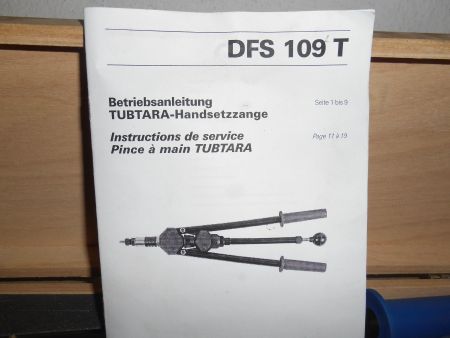 DFS 109 T
Betriebsanleitung Seite 1 bis 9
TUBTARA-Handsetzzange
Instructions de service Page 11 à 19
Pince à main TUBTARA